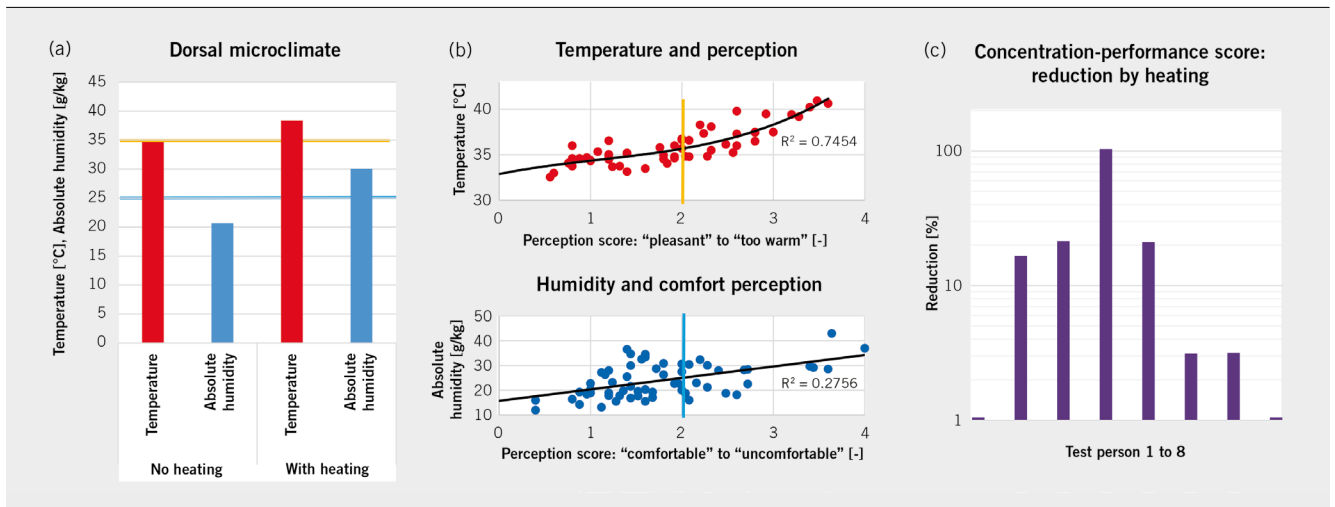 (a)
Dorsal microclimate
Temperature [°C], Absolute humidity [g/kg]
45
40
35
30
25
20
15
10
5
0
Temperature
Absolute
humidity
Temperature
Absolute
humidity
No heating
With heating
(b)
Temperature and perception
Temperature [°C]
40
35
30
R² = 0.7454
0 1 2 3 4
Perception score: “pleasant” to “too warm” [-]
Humidity and comfort perception
Absolute
humidity [g/kg]
50
40
30
20
10
R² = 0.2756
0 1 2 3 4
Perception score: “comfortable” to “uncomfortable” [-]
(c)
Concentration-performance score:
reduction by heating
Reduction [%]
100
10
1
Test person 1 to 8